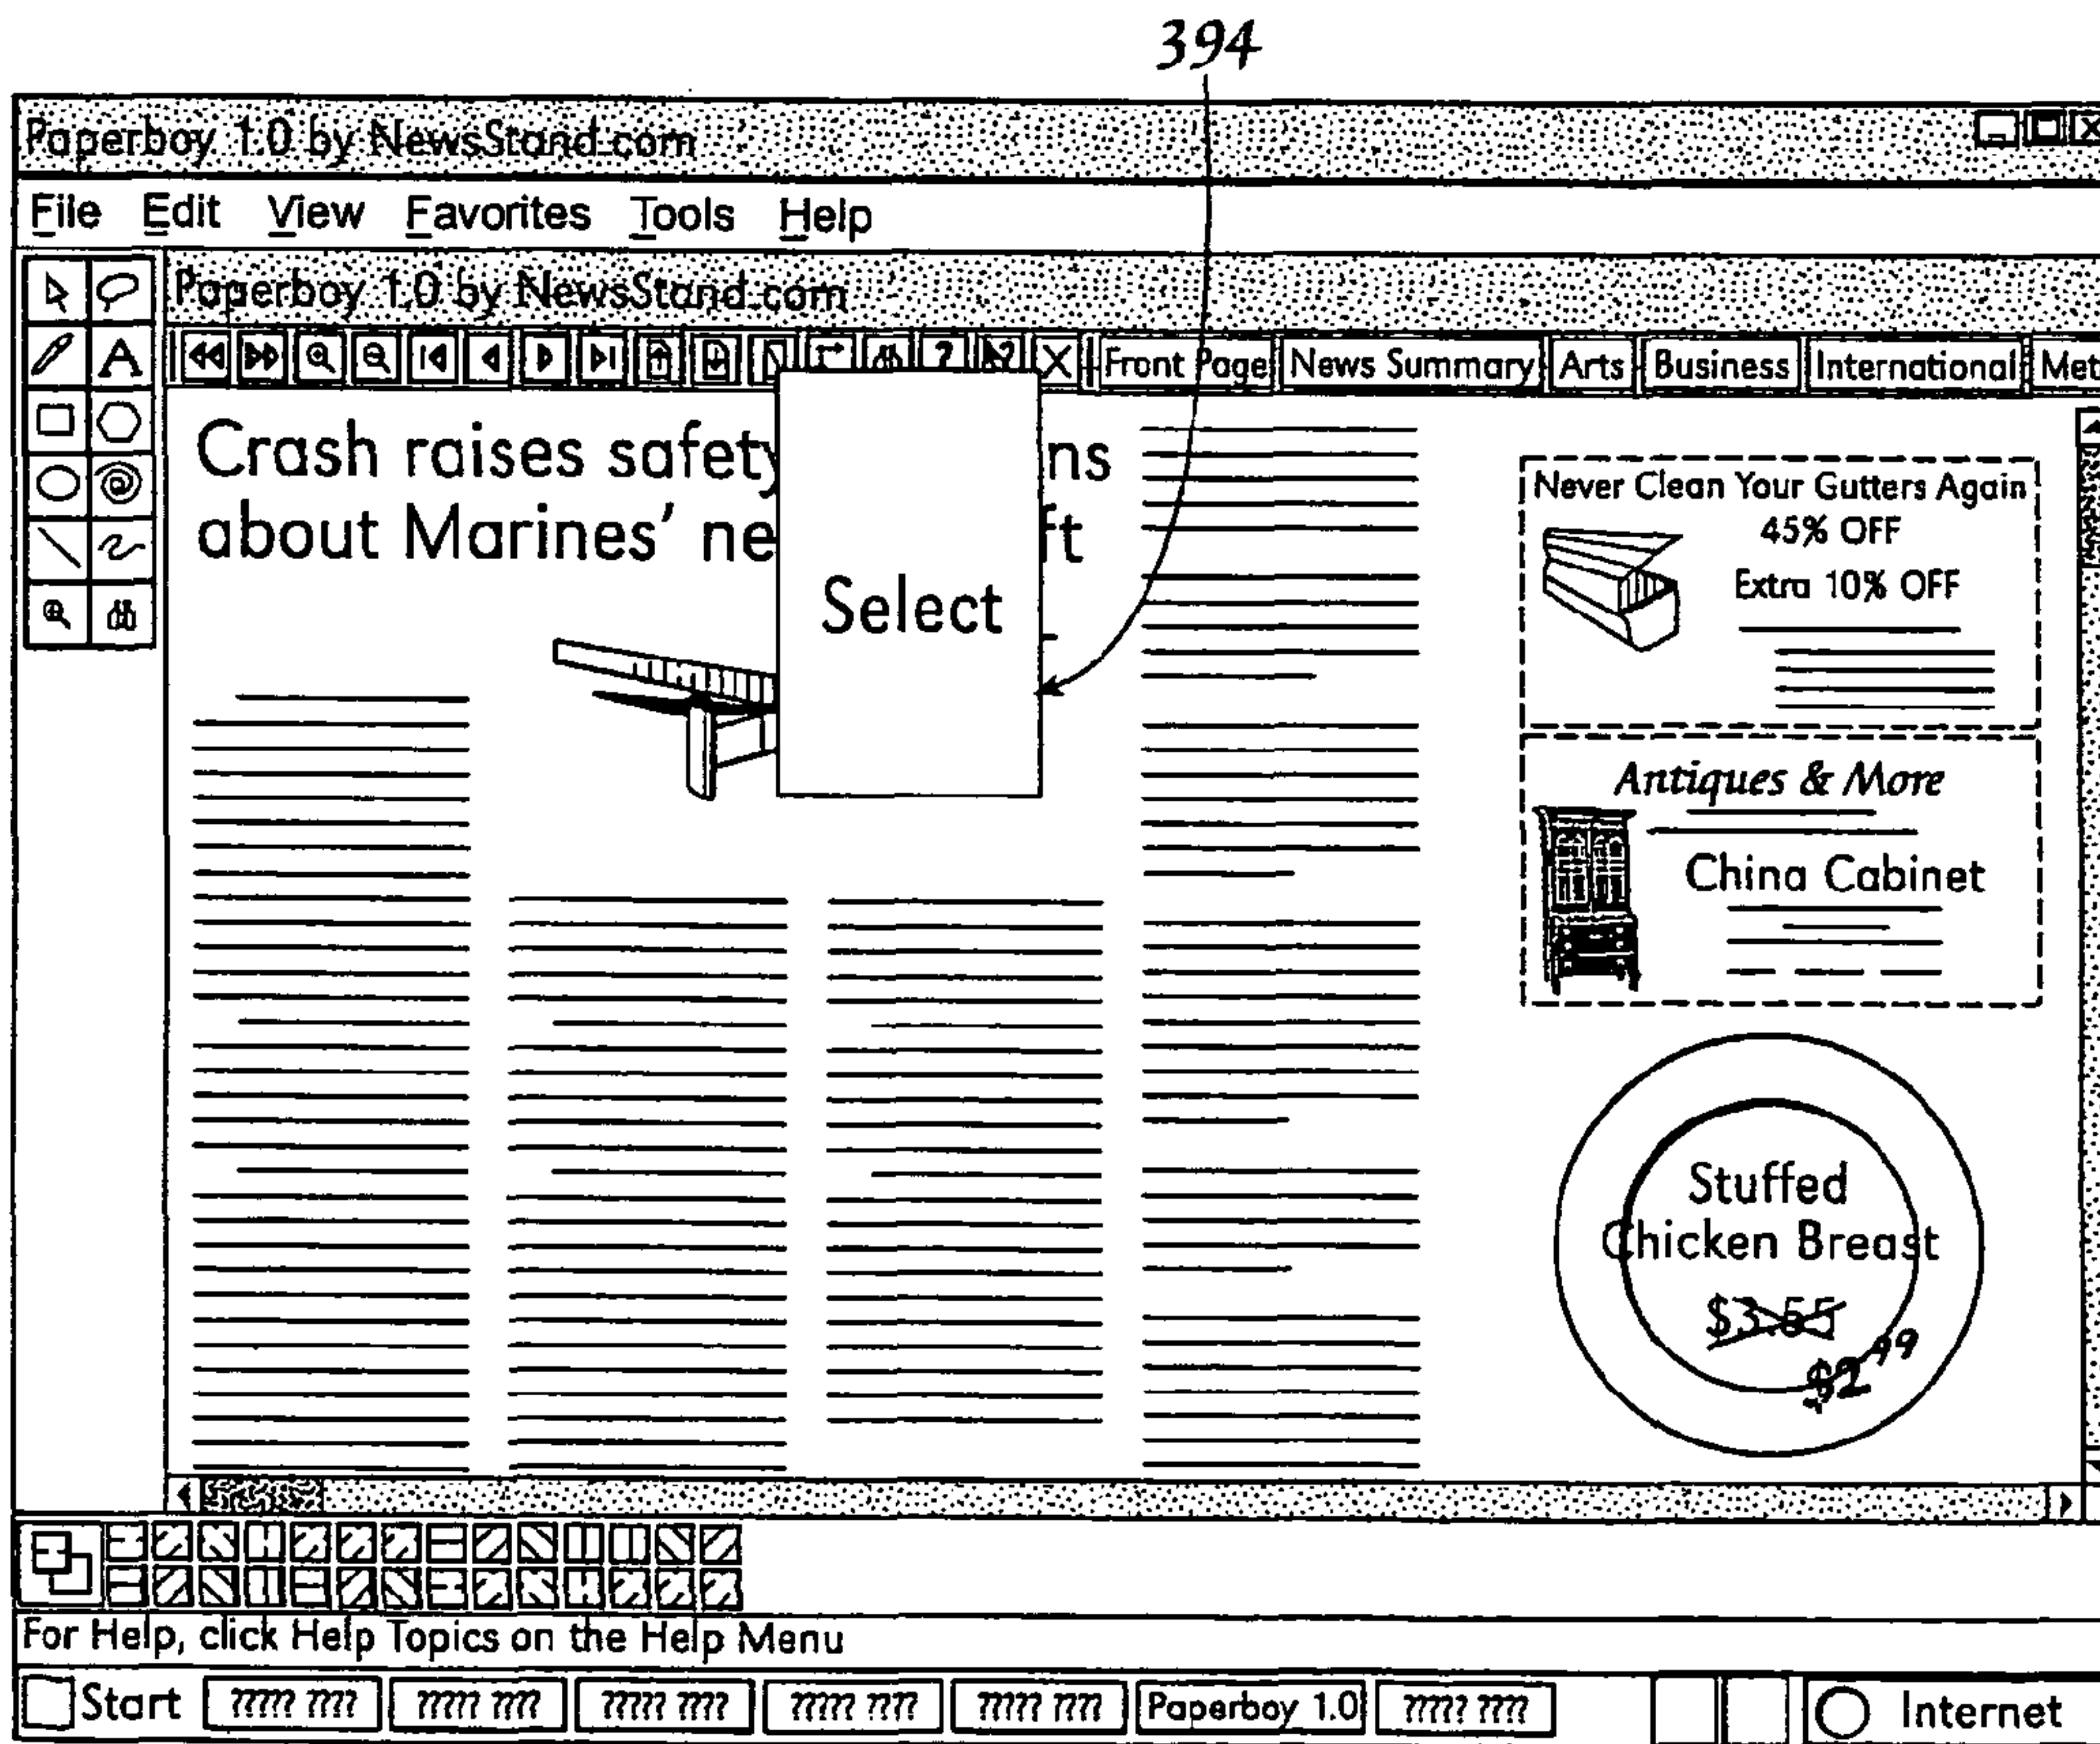 394
Paperboy 1.0 by NewsStand.com
File Edit View Favorites Tools Help
Paperboy 1.0 by NewsStand.com
A
? ? X Front Page News Summary Arts Business International Met
Crash raises safety ns
about Marines' ne ft
Select
Never Clean Your Gutters Again
45% OFF
Extra 10% OFF
Antiques & More
China Cabinet
Stuffed
Chicken Breast
$3.55
$2.99
For Help, click Help Topics on the Help Menu
Start ????? ???? ????? ???? ????? ???? ????? ???? ????? ???? Paperboy 1.0 ????? ???? Internet